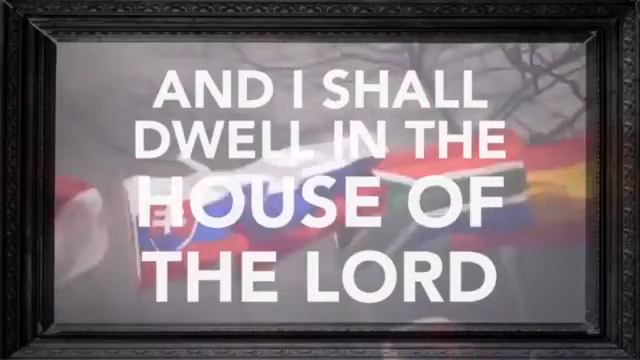 AND I SHALL
DWELL IN THE
HOUSE OF
THE LORD